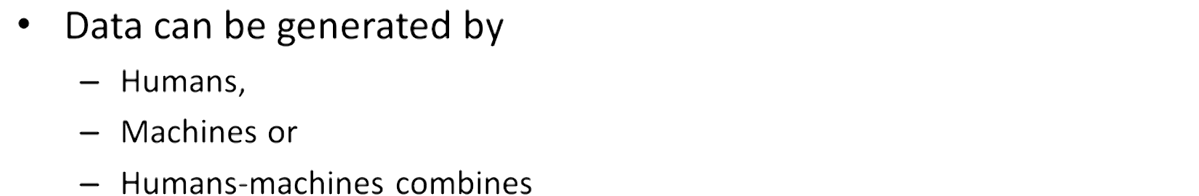 • Data can be generated by
– Humans,
– Machines or
– Humans-machines combines